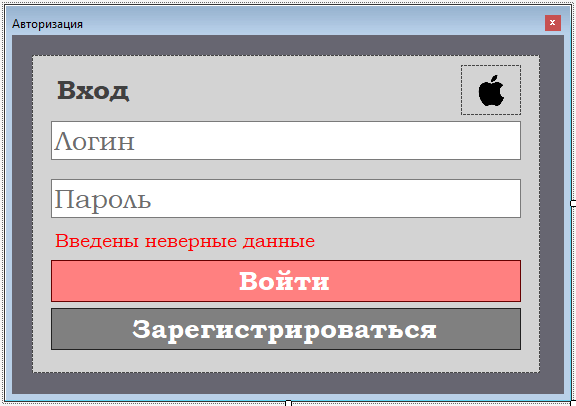 Авторизация
x
Вход
Логин
Пароль
Введены неверные данные
Войти
Зарегистрироваться